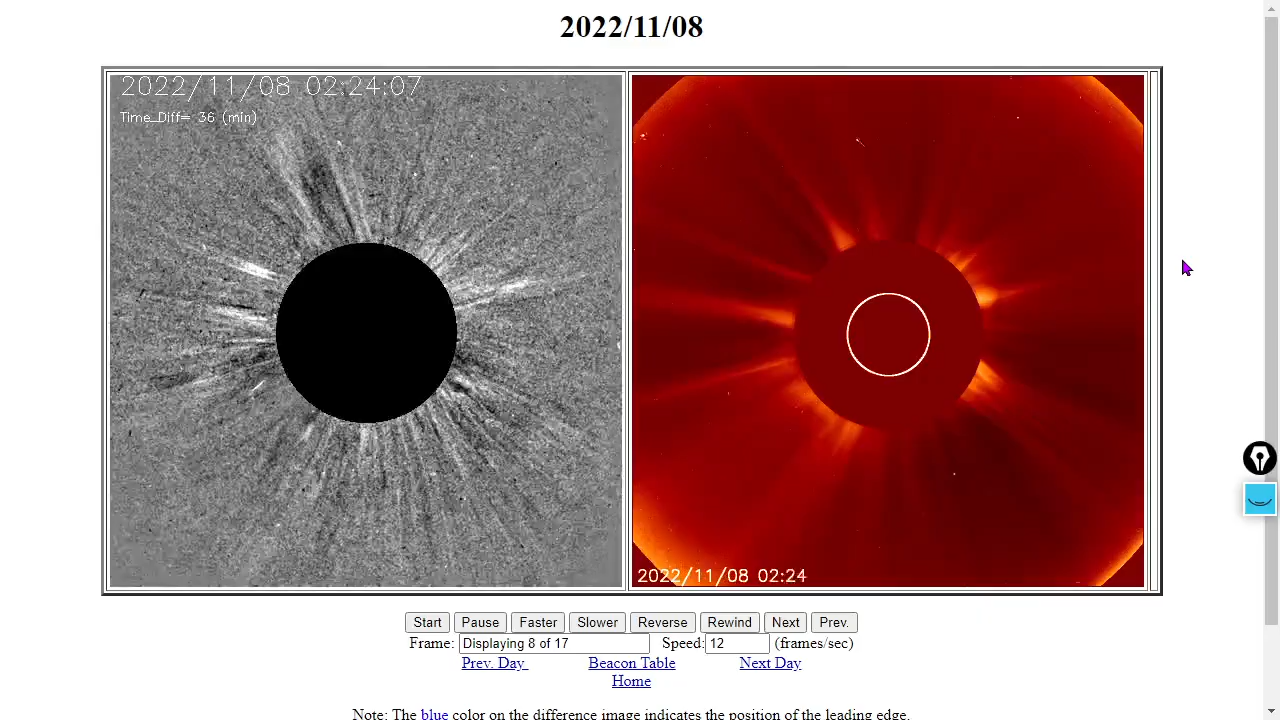 2022/11/08
2022/11/08 02:24:07
Time_Diff= 36 (min)
2022/11/08 02:24
Start Pause Faster Slower Reverse Rewind Next Prev.
Frame: Displaying 8 of 17 Speed: 12 (frames/sec)
Prev. Day Beacon Table Next Day
Home
Note: The blue color on the difference image indicates the position of the leading edge.